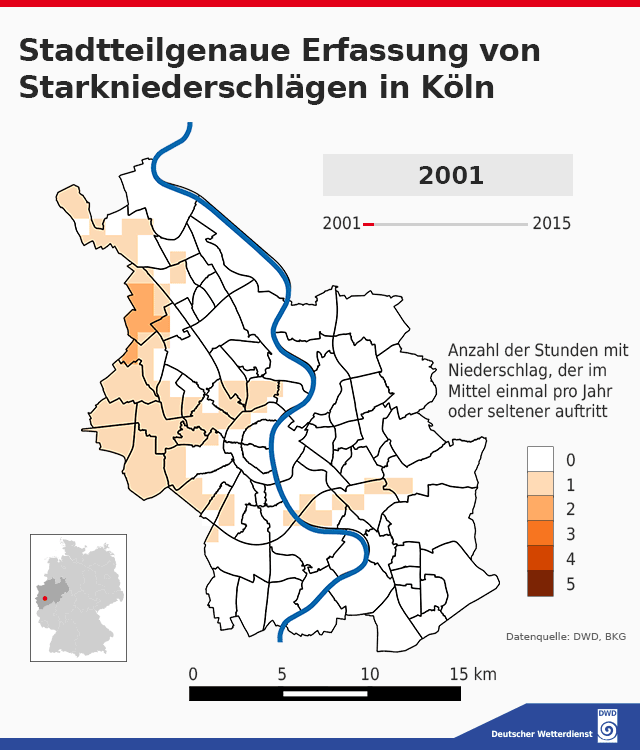 Stadtteilgenaue Erfassung von
Starkniederschlägen in Köln
2001
2001 2015
Anzahl der Stunden mit
Niederschlag, der im
Mittel einmal pro Jahr
oder seltener auftritt
0
1
2
3
4
5
Datenquelle: DWD, BKG
0 5 10 15 km
DWD
Deutscher Wetterdienst